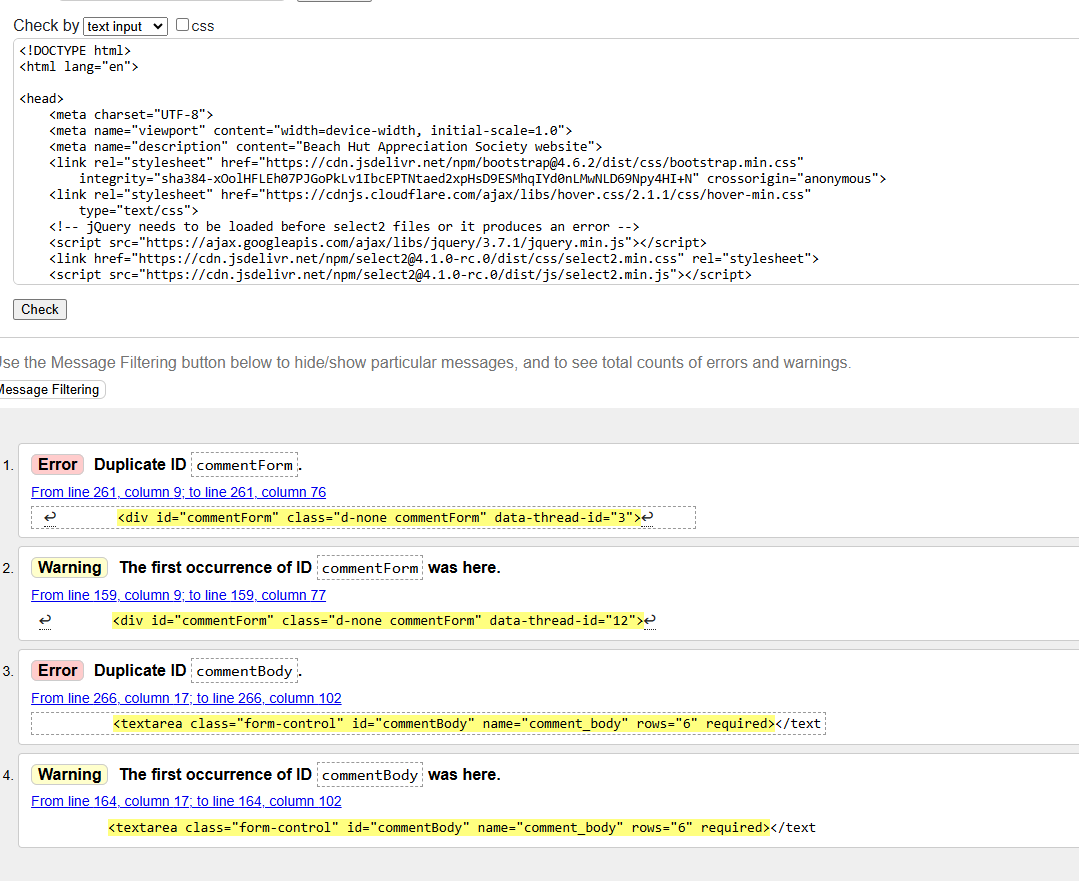 Check by text input css
<!DOCTYPE html>
<html lang="en">
<head>
<meta charset="UTF-8">
<meta name="viewport" content="width=device-width, initial-scale=1.0">
<meta name="description" content="Beach Hut Appreciation Society website">
<link rel="stylesheet" href="https://cdn.jsdelivr.net/npm/bootstrap@4.6.2/dist/css/bootstrap.min.css"
integrity="sha384-xOolHFLEh07PJGoPkLv1IbcEPTNtaed2xpHsD9ESMhqIYd0nLMwNLD69Npy4HI+N" crossorigin="anonymous">
<link rel="stylesheet" href="https://cdnjs.cloudflare.com/ajax/libs/hover.css/2.1.1/css/hover-min.css"
type="text/css">
<!-- jQuery needs to be loaded before select2 files or it produces an error -->
<script src="https://ajax.googleapis.com/ajax/libs/jquery/3.7.1/jquery.min.js"></script>
<link href="https://cdn.jsdelivr.net/npm/select2@4.1.0-rc.0/dist/css/select2.min.css" rel="stylesheet">
<script src="https://cdn.jsdelivr.net/npm/select2@4.1.0-rc.0/dist/js/select2.min.js"></script>
Check
Use the Message Filtering button below to hide/show particular messages, and to see total counts of errors and warnings.
Message Filtering
1. Error Duplicate ID commentForm.
From line 261, column 9; to line 261, column 76
↩ <div id="commentForm" class="d-none commentForm" data-thread-id="3">↩
2. Warning The first occurrence of ID commentForm was here.
From line 159, column 9; to line 159, column 77
↩ <div id="commentForm" class="d-none commentForm" data-thread-id="12">↩
3. Error Duplicate ID commentBody.
From line 266, column 17; to line 266, column 102
<textarea class="form-control" id="commentBody" name="comment_body" rows="6" required></text
4. Warning The first occurrence of ID commentBody was here.
From line 164, column 17; to line 164, column 102
<textarea class="form-control" id="commentBody" name="comment_body" rows="6" required></text